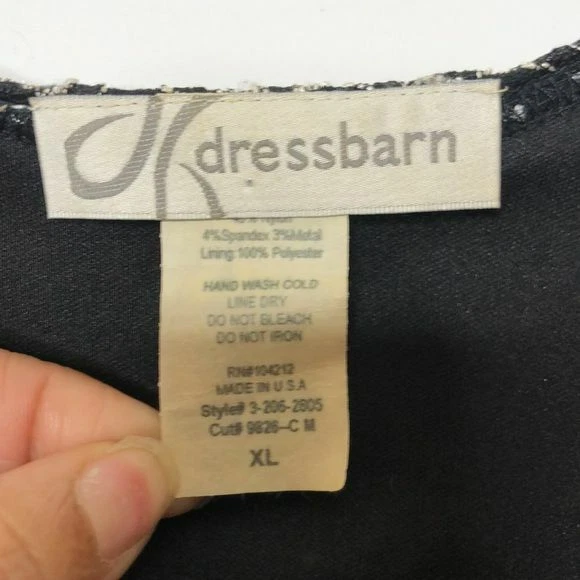 dressbarn
4%Spandex 3%Metal
Lining:100% Polyester
HAND WASH COLD
LINE DRY
DO NOT BLEACH
DO NOT IRON
RN#104212
MADE IN U.S.A
Style# 3-206-2805
Cut# 9826-C M
XL